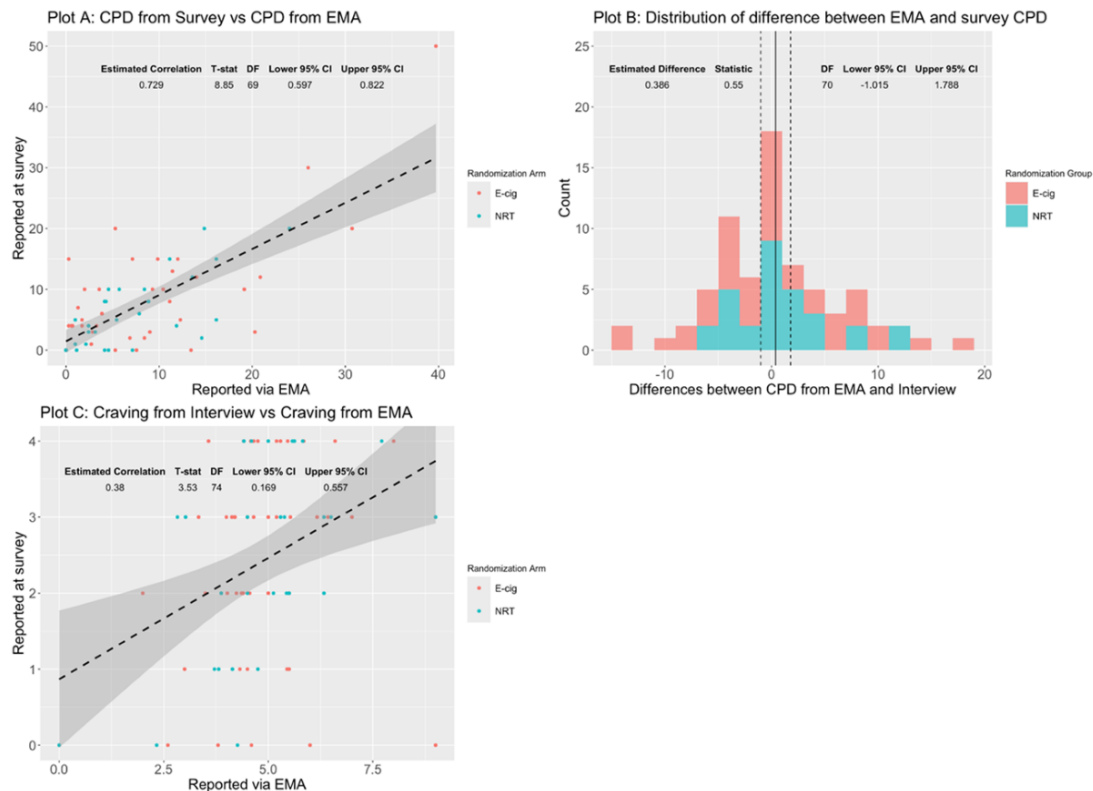 Plot A: CPD from Survey vs CPD from EMA
Estimated Correlation T-stat DF Lower 95% CI Upper 95% CI
0.729 8.85 69 0.597 0.822
50
40
30
20
10
0
Reported at survey
0 10 20 30 40
Reported via EMA
Randomization Arm
E-cig
NRT
Plot B: Distribution of difference between EMA and survey CPD
Estimated Difference Statistic DF Lower 95% CI Upper 95% CI
0.386 0.55 70 -1.015 1.788
25
20
15
10
5
0
Count
-10 0 10 20
Differences between CPD from EMA and Interview
Randomization Group
E-cig
NRT
Plot C: Craving from Interview vs Craving from EMA
Estimated Correlation T-stat DF Lower 95% CI Upper 95% CI
0.38 3.53 74 0.169 0.557
4
3
2
1
0
Reported at survey
0.0 2.5 5.0 7.5
Reported via EMA
Randomization Arm
E-cig
NRT